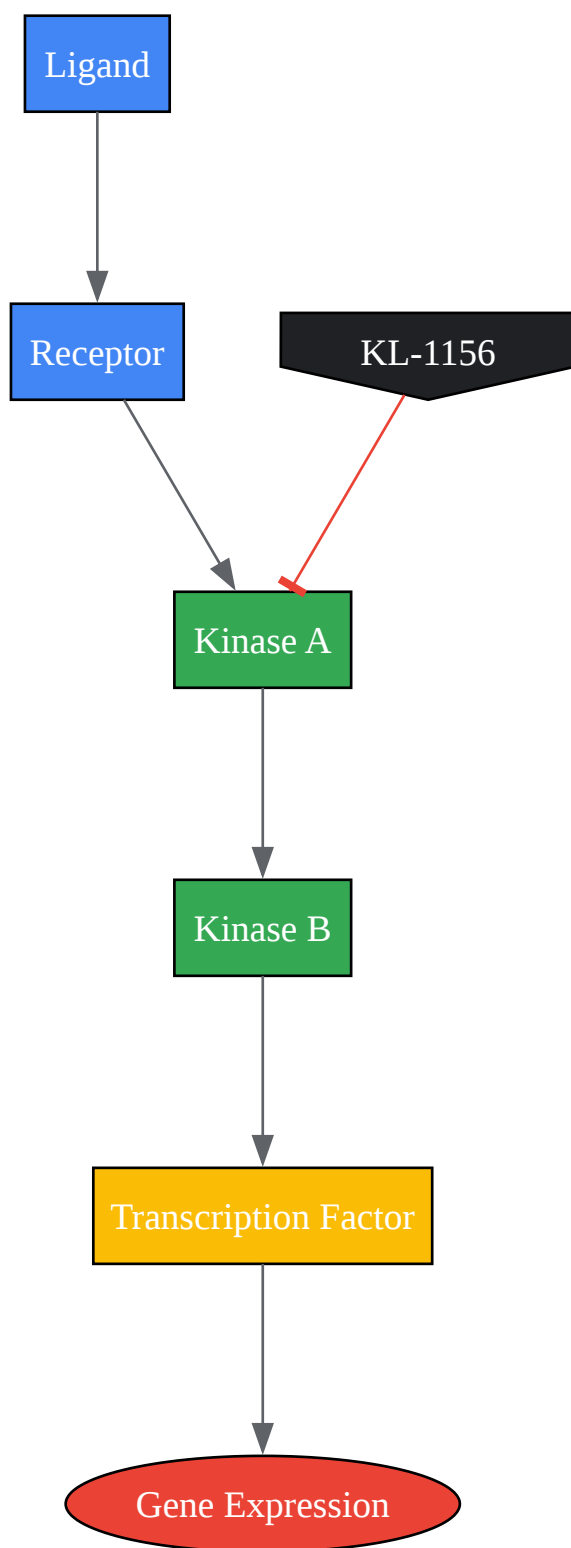 Ligand
Receptor
KL-1156
Kinase A
Kinase B
Transcription Factor
Gene Expression